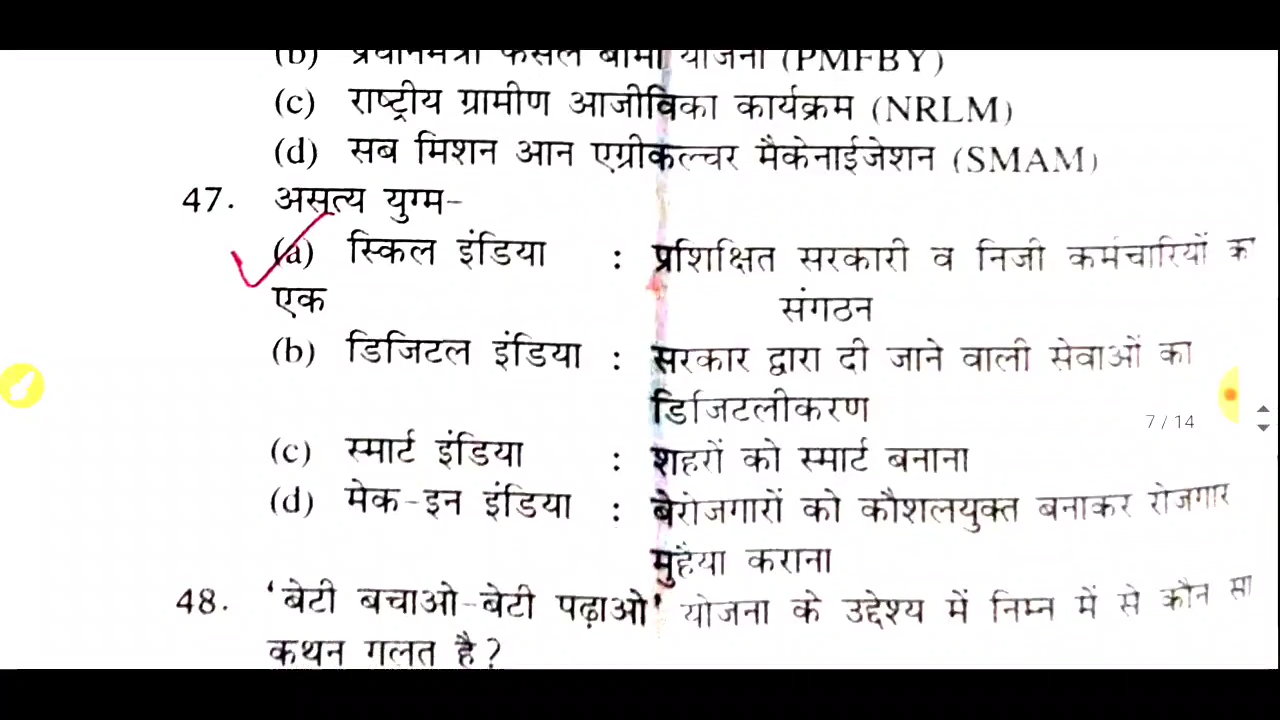 (b) प्रधानमंत्री फसल बीमा योजना (PMFBY)
(c) राष्ट्रीय ग्रामीण आजीविका कार्यक्रम (NRLM)
(d) सब मिशन आन एग्रीकल्चर मैकेनाईजेशन (SMAM)
47. असत्य युग्म-
(a) स्किल इंडिया : प्रशिक्षित सरकारी व निजी कर्मचारियों का
एक संगठन
(b) डिजिटल इंडिया : सरकार द्वारा दी जाने वाली सेवाओं का
डिजिटलीकरण
7 / 14
(c) स्मार्ट इंडिया : शहरों को स्मार्ट बनाना
(d) मेक-इन इंडिया : बेरोजगारों को कौशलयुक्त बनाकर रोजगार
मुहैया कराना
48. 'बेटी बचाओ-बेटी पढ़ाओ' योजना के उद्देश्य में निम्न में से कौन सा
कथन गलत है?